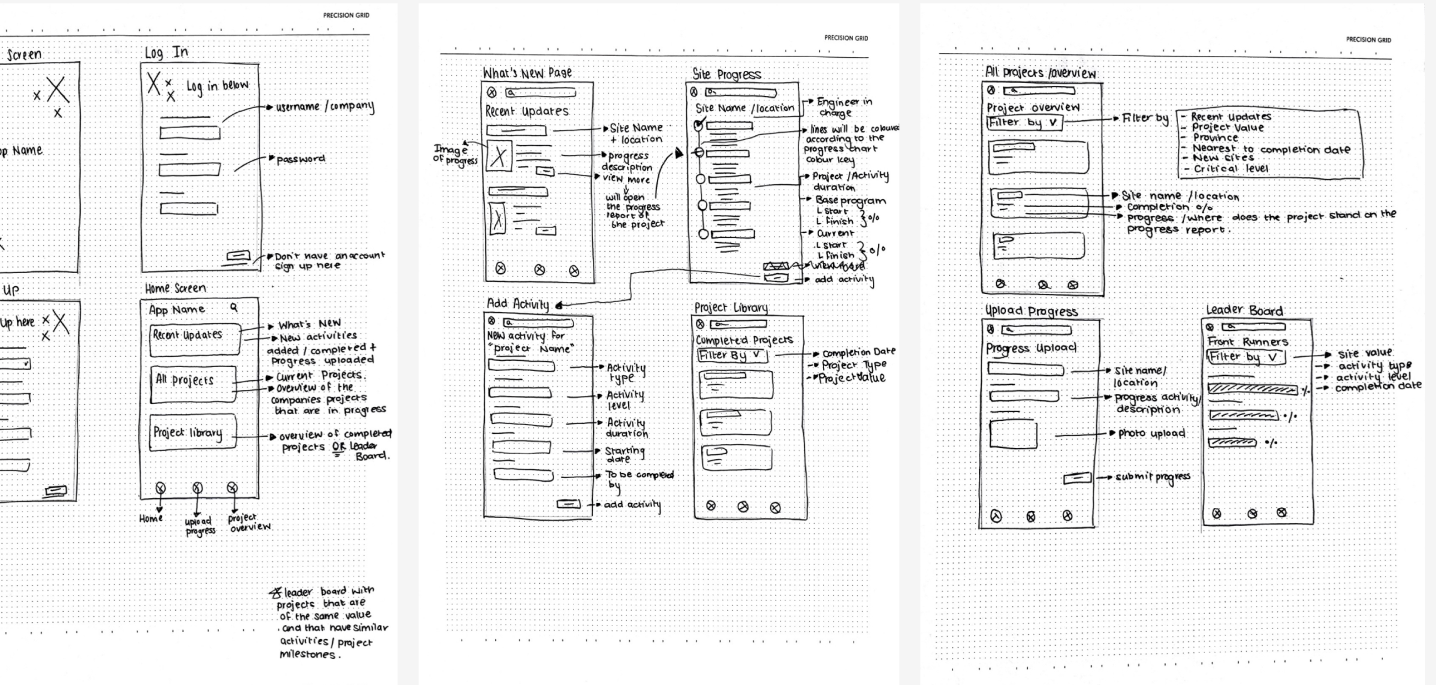 PRECISION GRID
Screen
Log In
Log in below
username / company
pp Name
password
Don't have an account
sign up here
UP
Home Screen
Up here
App Name
Recent Updates
What's New
New activities
added / completed +
Progress uploaded
All projects
Current Projects.
Overview of the
companies projects
that are in progress
Project library
overview of completed
projects OR leader
Board.
Home
upload
progress
project
overview
leader board with
projects that are
of the same value
and that have similar
activities / project
milestones.
PRECISION GRID
What's New Page
Recent Updates
Site Name
+ location
Image
of progress
progress
description
view more
will open
the progress
report of
the project
Site Progress
Site Name / location
Engineer in
charge
lines will be coloured
according to the
progress chart
colour key
Project / Activity
duration
Base program
L Start
L Finish } %
Current
L Start
L Finish } %
add activity
Add Activity
New activity for
"project Name"
Activity
type
Activity
level
Activity
duration
Starting
date
To be complted
by
add activity
Project Library
Completed Projects
Filter By V
Completion Date
Project Type
Project Value
PRECISION GRID
All projects /overview
Project overview
Filter by V
Filter by
- Recent updates
- Project Value
- Province
- Nearest to completion date
- New sites
- Critical level
Site name / location
Completion %
progress / where does the project stand on the
progress report.
Upload Progress
Progress Upload
site name/
location
progress activity/
description
photo upload
submit progress
Leader Board
Front Runners
Filter by V
site value
activity type
activity level
completion date
%
%
%